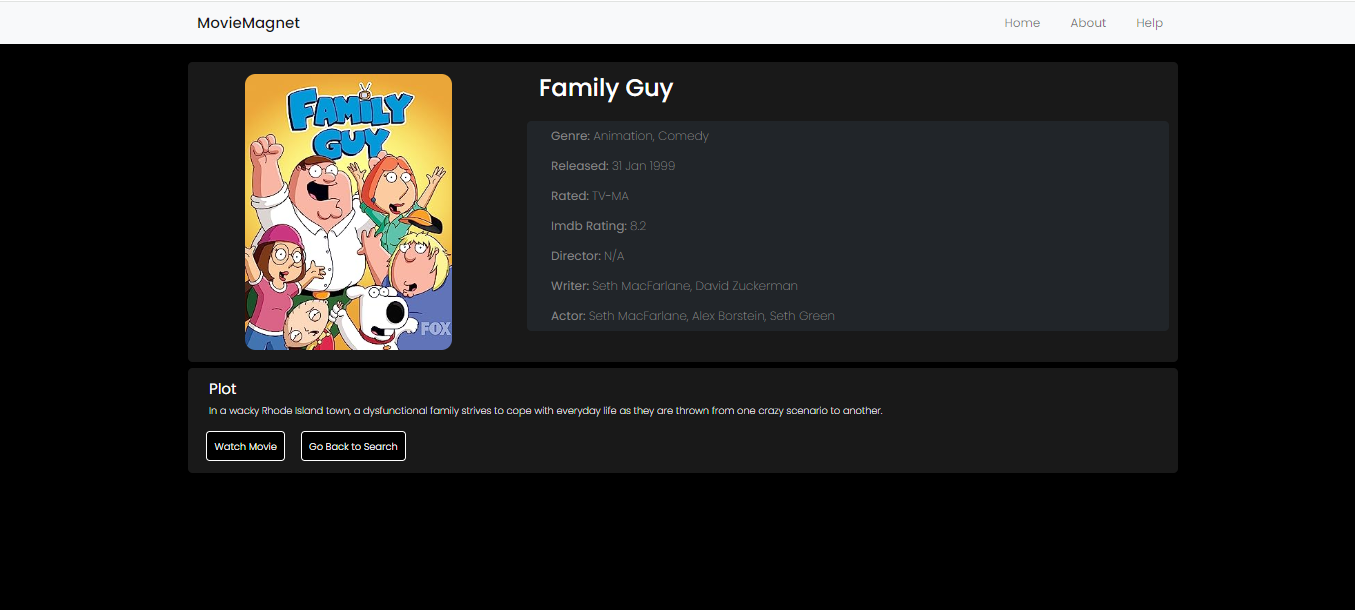 MovieMagnet
Home
About
Help
FAMILY
GUY
FOX
Family Guy
Genre: Animation, Comedy
Released: 31 Jan 1999
Rated: TV-MA
Imdb Rating: 8.2
Director: N/A
Writer: Seth MacFarlane, David Zuckerman
Actor: Seth MacFarlane, Alex Borstein, Seth Green
Plot
In a wacky Rhode Island town, a dysfunctional family strives to cope with everyday life as they are thrown from one crazy scenario to another.
Watch Movie
Go Back to Search